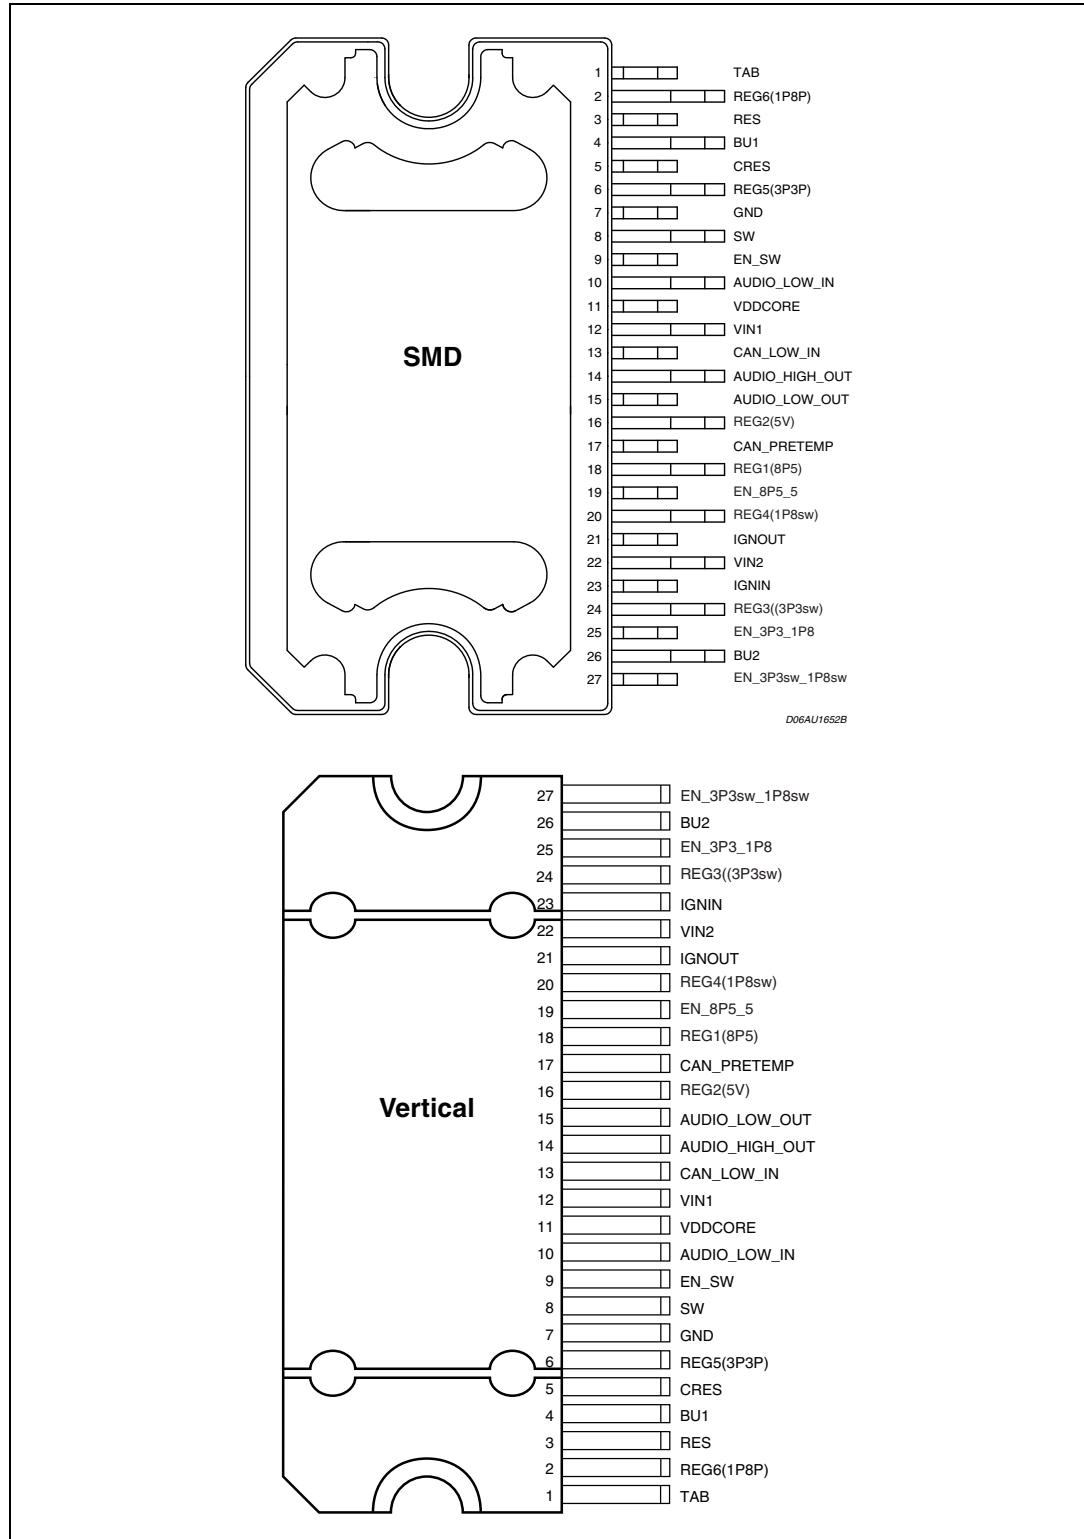 1 TAB
2 REG6(1P8P)
3 RES
4 BU1
5 CRES
6 REG5(3P3P)
7 GND
8 SW
9 EN_SW
10 AUDIO_LOW_IN
11 VDDCORE
12 VIN1
SMD
13 CAN_LOW_IN
14 AUDIO_HIGH_OUT
15 AUDIO_LOW_OUT
16 REG2(5V)
17 CAN_PRETEMP
18 REG1(8P5)
19 EN_8P5_5
20 REG4(1P8sw)
21 IGNOUT
22 VIN2
23 IGNIN
24 REG3((3P3sw)
25 EN_3P3_1P8
26 BU2
27 EN_3P3sw_1P8sw
D06AU1652B
27 EN_3P3sw_1P8sw
26 BU2
25 EN_3P3_1P8
24 REG3((3P3sw)
23 IGNIN
22 VIN2
21 IGNOUT
20 REG4(1P8sw)
19 EN_8P5_5
18 REG1(8P5)
17 CAN_PRETEMP
16 REG2(5V)
Vertical
15 AUDIO_LOW_OUT
14 AUDIO_HIGH_OUT
13 CAN_LOW_IN
12 VIN1
11 VDDCORE
10 AUDIO_LOW_IN
9 EN_SW
8 SW
7 GND
6 REG5(3P3P)
5 CRES
4 BU1
3 RES
2 REG6(1P8P)
1 TAB